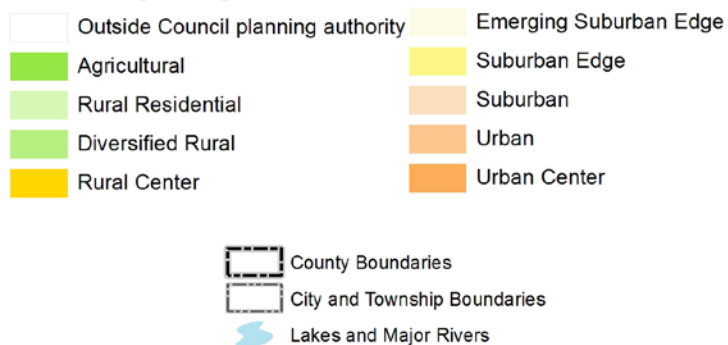 Outside Council planning authority
Agricultural
Rural Residential
Diversified Rural
Rural Center
Emerging Suburban Edge
Suburban Edge
Suburban
Urban
Urban Center
County Boundaries
City and Township Boundaries
Lakes and Major Rivers